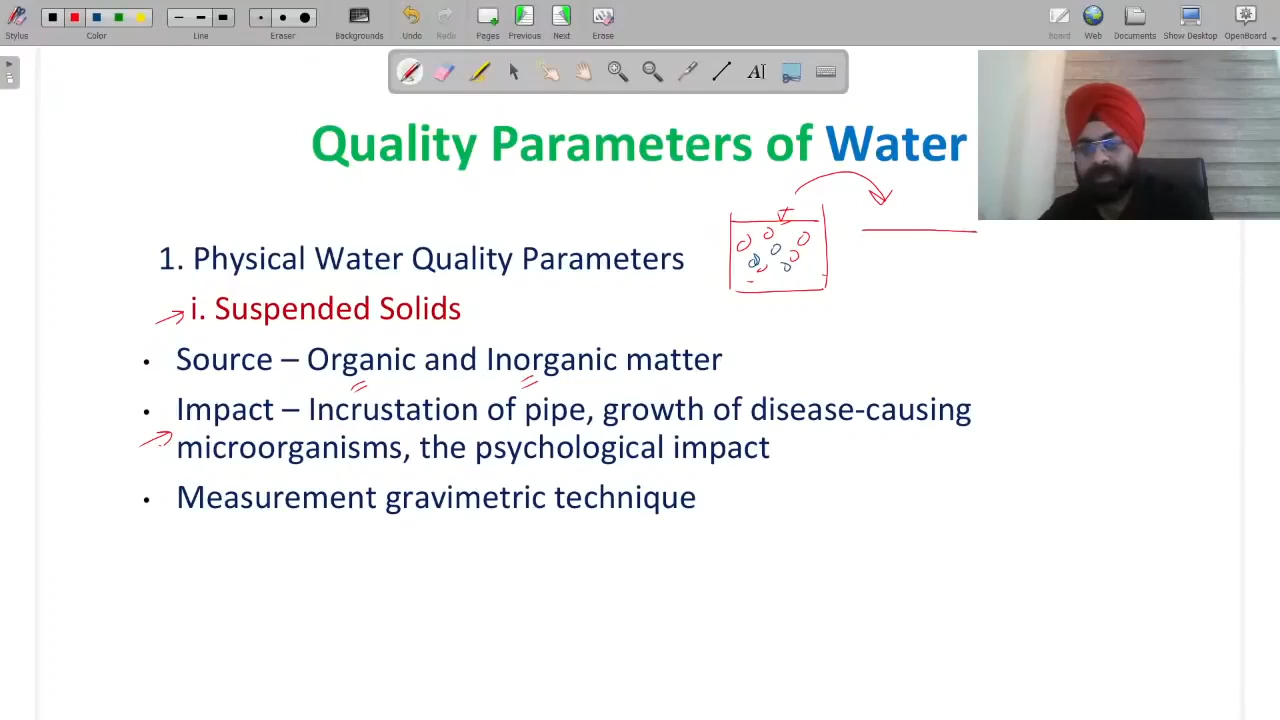 Stylus
Color
Line
Eraser
Backgrounds
Undo
Redo
Pages
Previous
Next
Erase
Board
Web
Documents
Show Desktop
OpenBoard
Quality Parameters of Water
1. Physical Water Quality Parameters
i. Suspended Solids
• Source – Organic and Inorganic matter
• Impact – Incrustation of pipe, growth of disease-causing
microorganisms, the psychological impact
• Measurement gravimetric technique